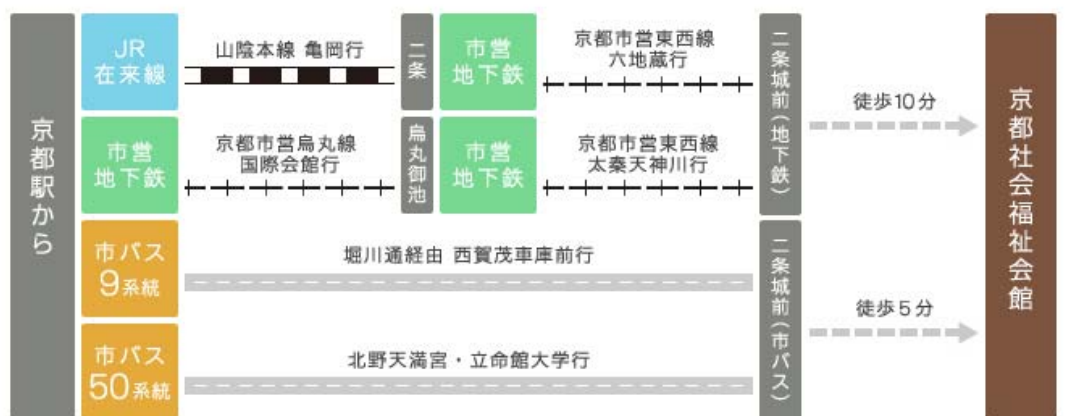 京都駅から
JR
在来線
山陰本線 亀岡行
二条
市営
地下鉄
京都市営東西線
六地蔵行
市営
地下鉄
京都市営烏丸線
国際会館行
烏丸御池
市営
地下鉄
京都市営東西線
太秦天神川行
二条城前(地下鉄)
徒歩10分
市バス
9系統
堀川通経由 西賀茂車庫前行
市バス
50系統
北野天満宮・立命館大学行
二条城前(市バス)
徒歩5分
京都社会福祉会館